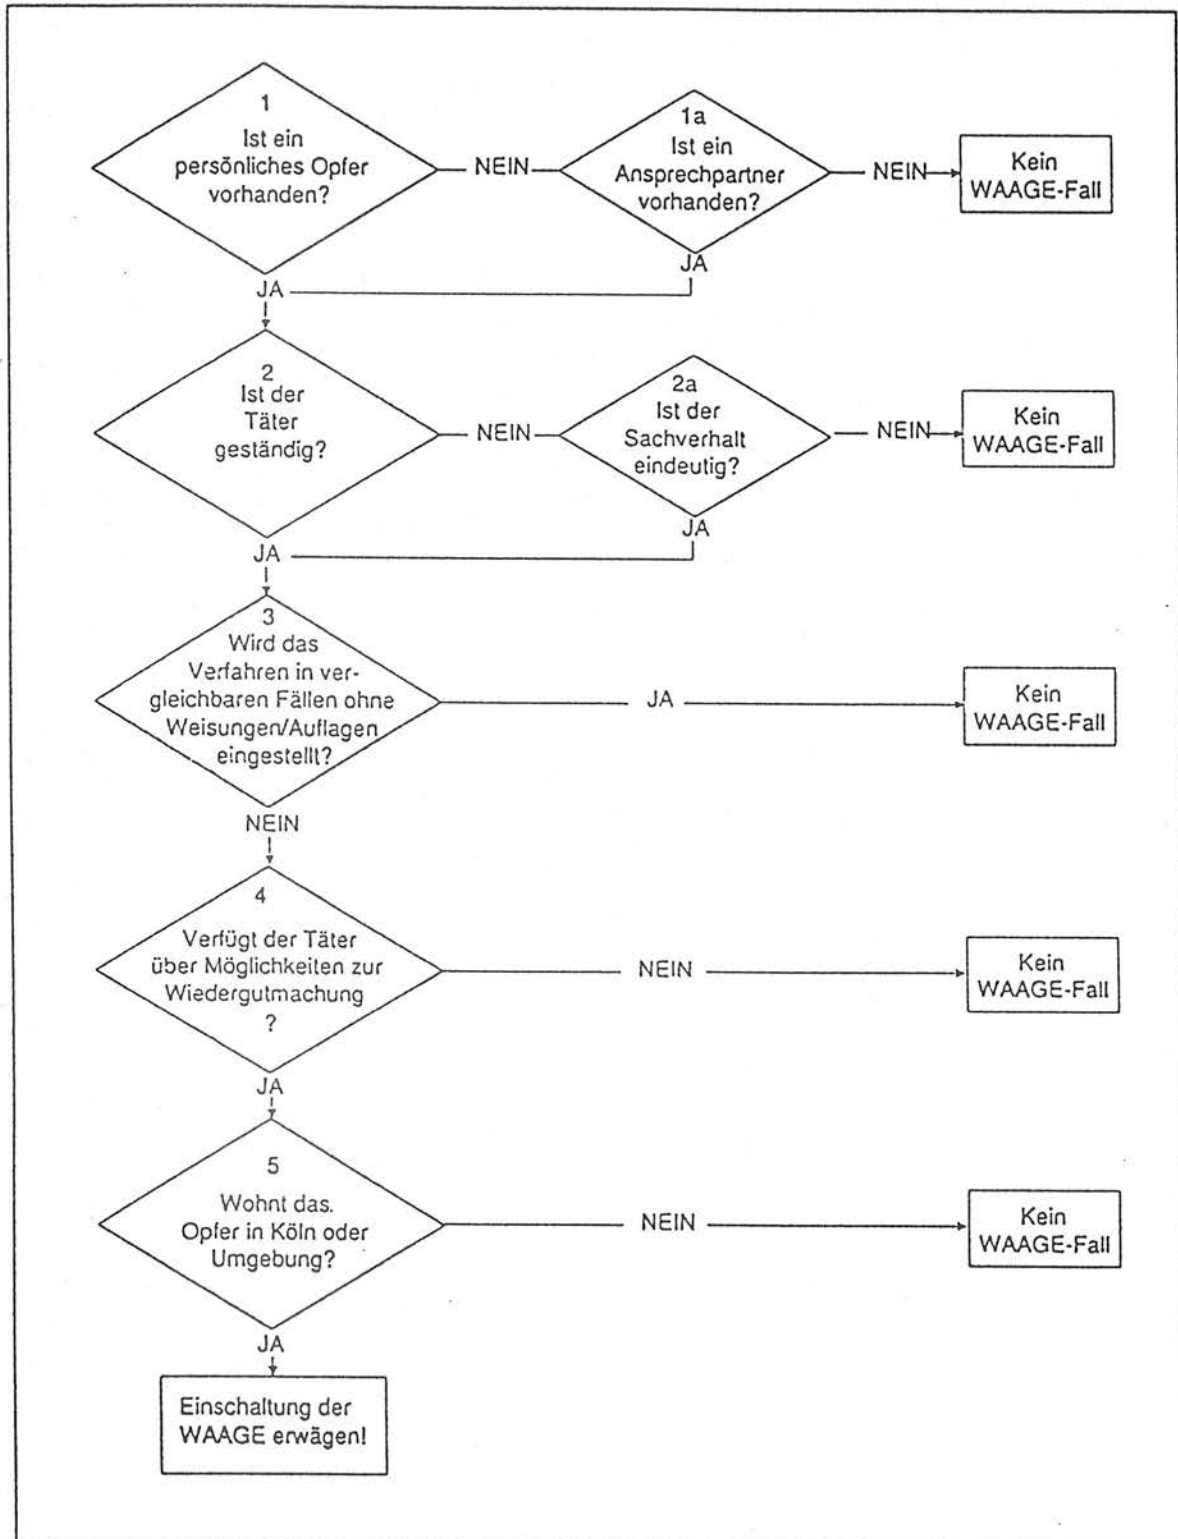 1
Ist ein
persönliches Opfer
vorhanden?
NEIN
1a
Ist ein
Ansprechpartner
vorhanden?
NEIN
Kein
WAAGE-Fall
JA
JA
2
Ist der
Täter
geständig?
NEIN
2a
Ist der
Sachverhalt
eindeutig?
NEIN
Kein
WAAGE-Fall
JA
JA
3
Wird das
Verfahren in ver-
gleichbaren Fällen ohne
Weisungen/Auflagen
eingestellt?
JA
Kein
WAAGE-Fall
NEIN
4
Verfügt der Täter
über Möglichkeiten zur
Wiedergutmachung
?
NEIN
Kein
WAAGE-Fall
JA
5
Wohnt das.
Opfer in Köln oder
Umgebung?
NEIN
Kein
WAAGE-Fall
JA
Einschaltung der
WAAGE erwägen!